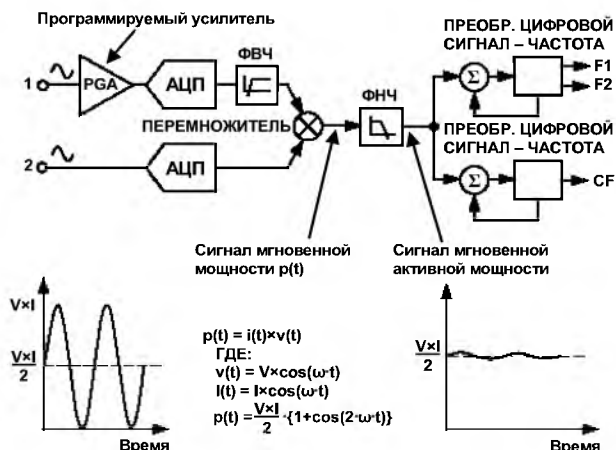 Программируемый усилитель
ПРЕОБР. ЦИФРОВОЙ
СИГНАЛ – ЧАСТОТА
1
PGA
АЦП
ФВЧ
Σ
F1
F2
ПЕРЕМНОЖИТЕЛЬ
ФНЧ
ПРЕОБР. ЦИФРОВОЙ
СИГНАЛ – ЧАСТОТА
2
АЦП
Σ
CF
Сигнал мгновенной
мощности p(t)
Сигнал мгновенной
активной мощности
V×I
V×I
2
Время
p(t) = i(t)×v(t)
ГДЕ:
v(t) = V×cos(ω·t)
I(t) = I×cos(ω·t)
p(t) = V×I/2 ·{1+cos(2·ω·t)}
V×I
2
Время